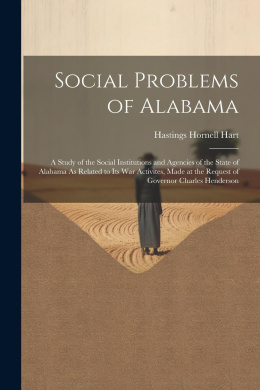 Social Problems
of Alabama
Hastings Hornell Hart
A Study of the Social Institutions and Agencies of the State of
Alabama As Related to Its War Activites, Made at the Request of
Governor Charles Henderson